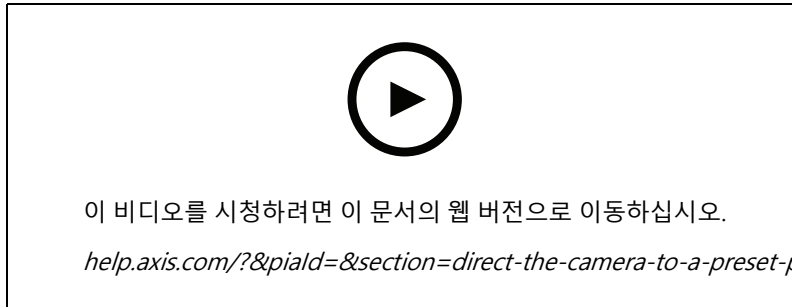 이 비디오를 시청하려면 이 문서의 웹 버전으로 이동하십시오.
help.axis.com/?&piaId=&section=direct-the-camera-to-a-preset-p